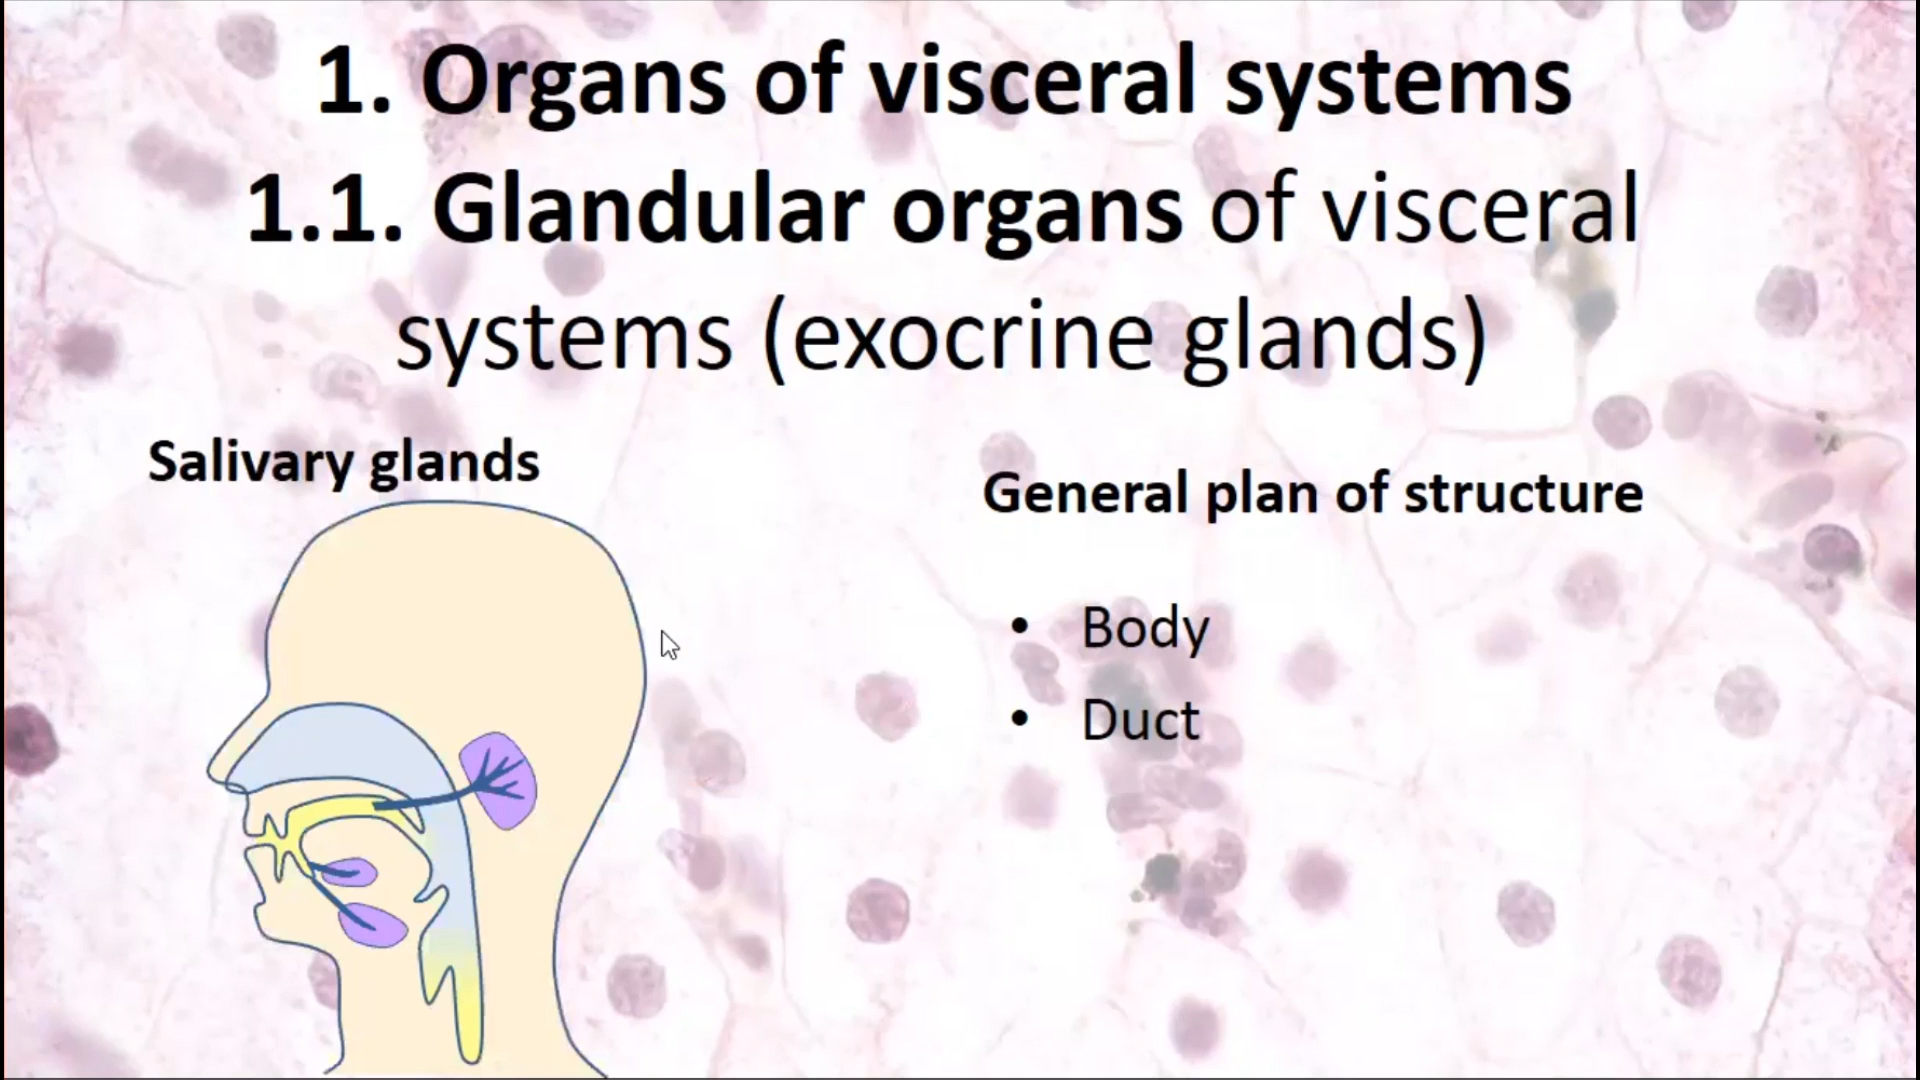 1. Organs of visceral systems
1.1. Glandular organs of visceral
systems (exocrine glands)
Salivary glands
General plan of structure
• Body
• Duct